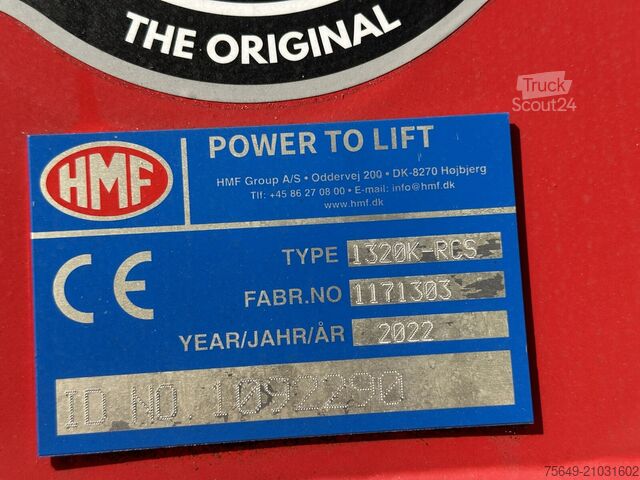 THE ORIGINAL
Truck
Scout24
HMF
POWER TO LIFT
HMF Group A/S • Oddervej 200 • DK-8270 Højbjerg
Tlf: +45 86 27 08 00 • E-mail: info@hmf.dk
www.hmf.dk
CE
TYPE 1320K-RCS
FABR.NO 1171303
YEAR/JAHR/ÅR 2022
ID NO. 1092290
75649-21031602